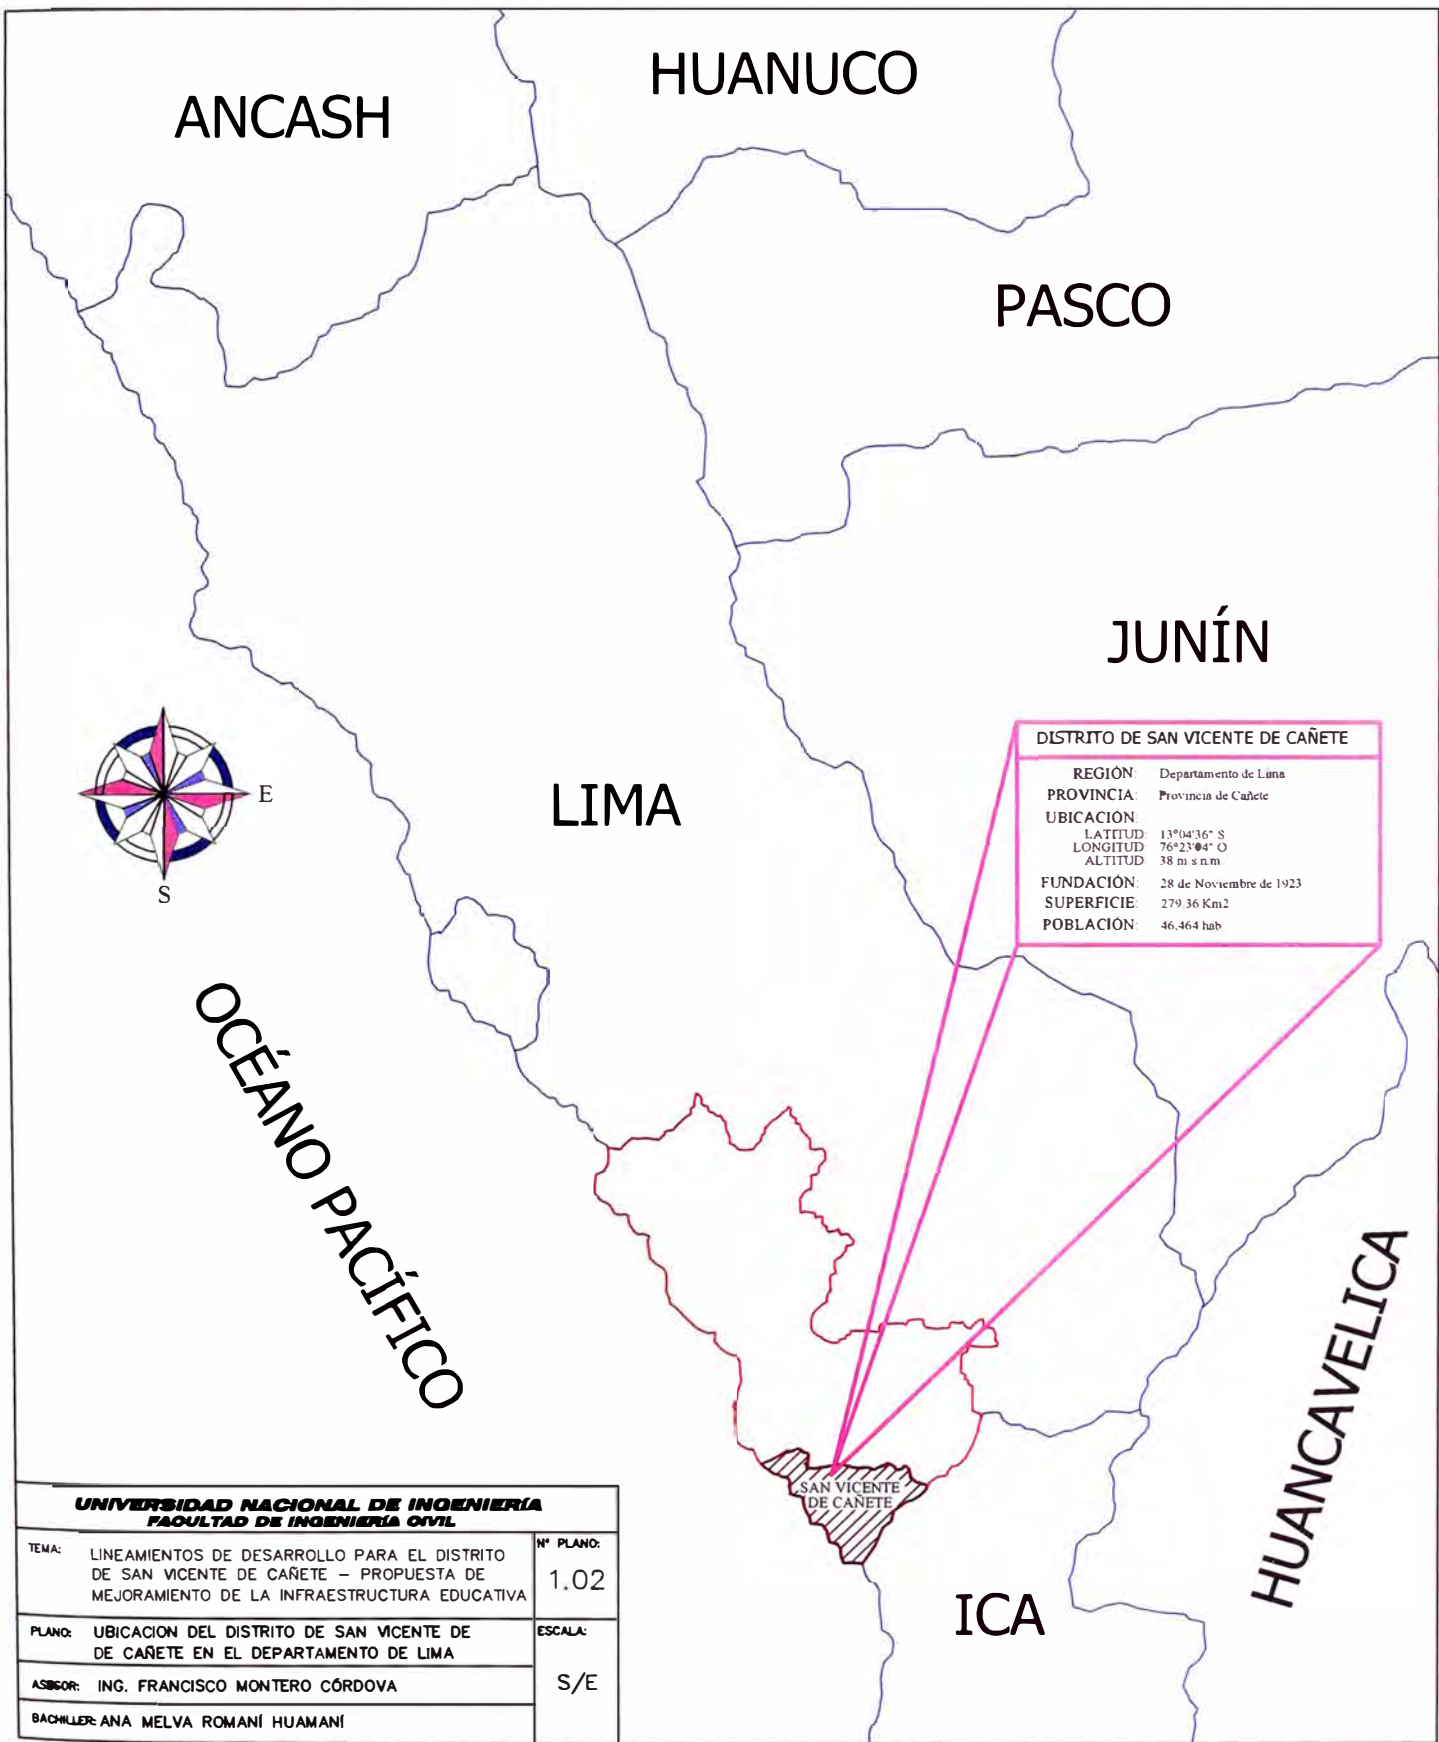 HUANUCO
ANCASH
PASCO
JUNÍN
DISTRITO DE SAN VICENTE DE CAÑETE
REGIÓN: Departamento de Lima
PROVINCIA: Provincia de Cañete
UBICACIÓN:
LATITUD: 13°04'36" S
LONGITUD 76°23'04" O
ALTITUD 38 m s.n.m
FUNDACIÓN: 28 de Noviembre de 1923
SUPERFICIE: 279.36 Km2
POBLACIÓN: 46,464 hab
LIMA
E
S
OCÉANO PACÍFICO
HUANCAVELICA
SAN VICENTE
DE CAÑETE
ICA
UNIVERSIDAD NACIONAL DE INGENIERÍA
FACULTAD DE INGENIERÍA CIVIL
TEMA: LINEAMIENTOS DE DESARROLLO PARA EL DISTRITO
DE SAN VICENTE DE CAÑETE – PROPUESTA DE
MEJORAMIENTO DE LA INFRAESTRUCTURA EDUCATIVA
N° PLANO:
1.02
PLANO: UBICACION DEL DISTRITO DE SAN VICENTE DE
DE CAÑETE EN EL DEPARTAMENTO DE LIMA
ESCALA:
S/E
ASESOR: ING. FRANCISCO MONTERO CÓRDOVA
BACHILLER: ANA MELVA ROMANÍ HUAMANÍ